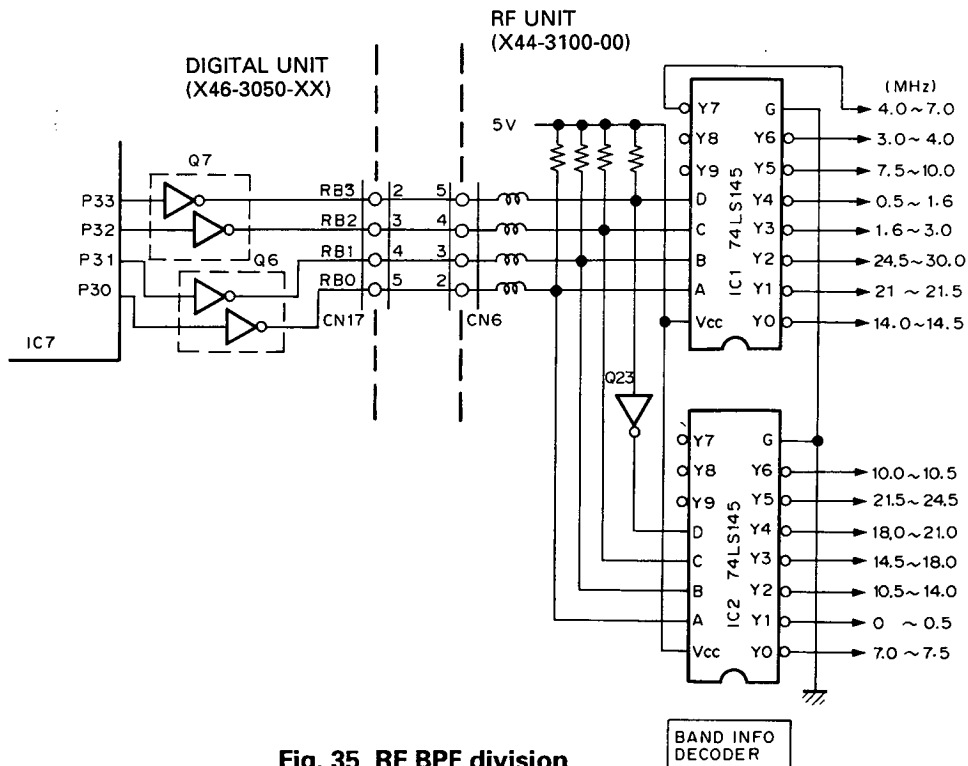 RF UNIT
(X44-3100-00)
DIGITAL UNIT
(X46-3050-XX)
(MHz)
5V
Q7
P33
P32
P31
P30
IC7
Q6
RB3
2
5
RB2
3
4
RB1
4
3
RB0
5
2
CN17
CN6
Y7
G
4.0~7.0
Y8
Y6
3.0~4.0
Y9
Y5
7.5~10.0
D
Y4
0.5~1.6
C
Y3
1.6~3.0
B
Y2
24.5~30.0
A
Y1
21 ~21.5
Vcc
Y0
14.0~14.5
74LS145
IC1
Q23
Y7
G
Y8
Y6
10.0~10.5
Y9
Y5
21.5~24.5
D
Y4
18.0~21.0
C
Y3
14.5~18.0
B
Y2
10.5~14.0
A
Y1
0 ~0.5
Vcc
Y0
7.0~7.5
74LS145
IC2
BAND INFO
DECODER
Fig. 35 RF BPF division